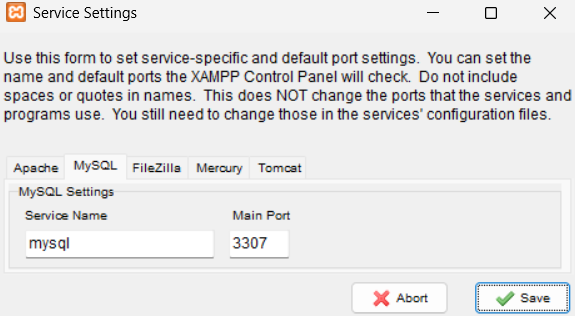 Service Settings
Use this form to set service-specific and default port settings.  You can set the
name and default ports the XAMPP Control Panel will check.  Do not include
spaces or quotes in names.  This does NOT change the ports that the services and
programs use.  You still need to change those in the services' configuration files.
Apache MySQL FileZilla Mercury Tomcat
MySQL Settings
Service Name Main Port
mysql 3307
Abort Save